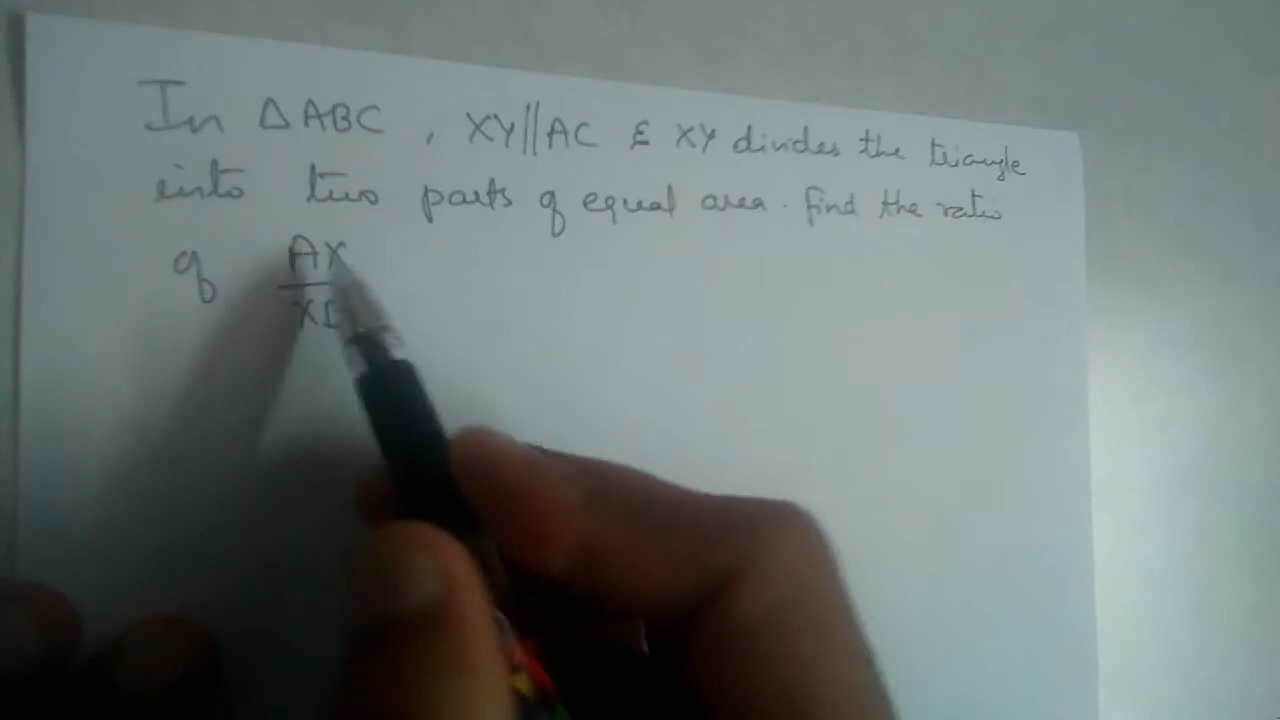 In ΔABC , XY||AC & XY divides the triangle
into two parts of equal area. find the ratio
of AX